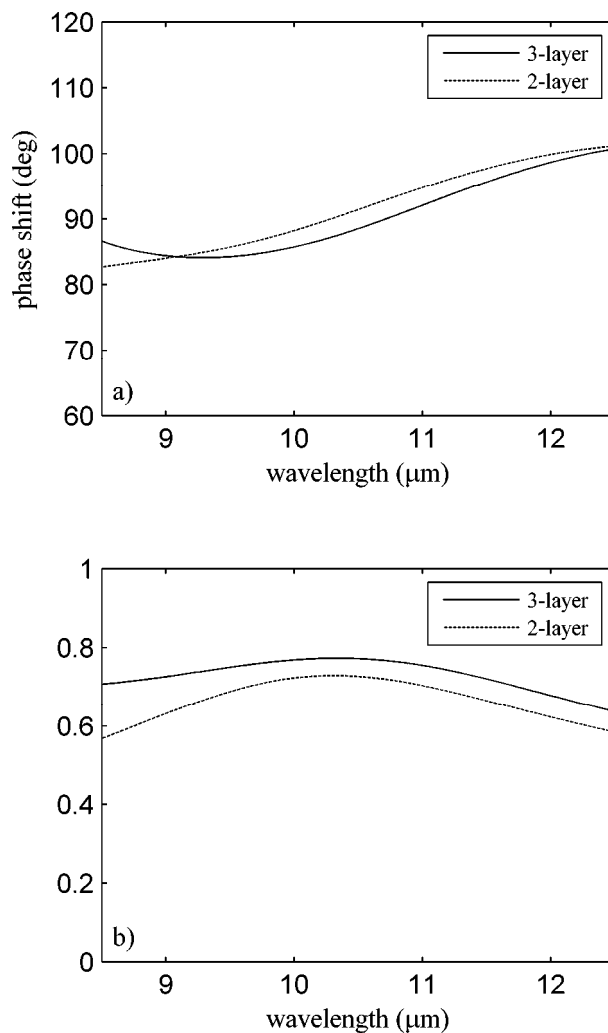 120
110
100
90
80
70
60
phase shift (deg)
3-layer
2-layer
a)
9
10
11
12
wavelength (μm)
1
0.8
0.6
0.4
0.2
0
3-layer
2-layer
b)
9
10
11
12
wavelength (μm)